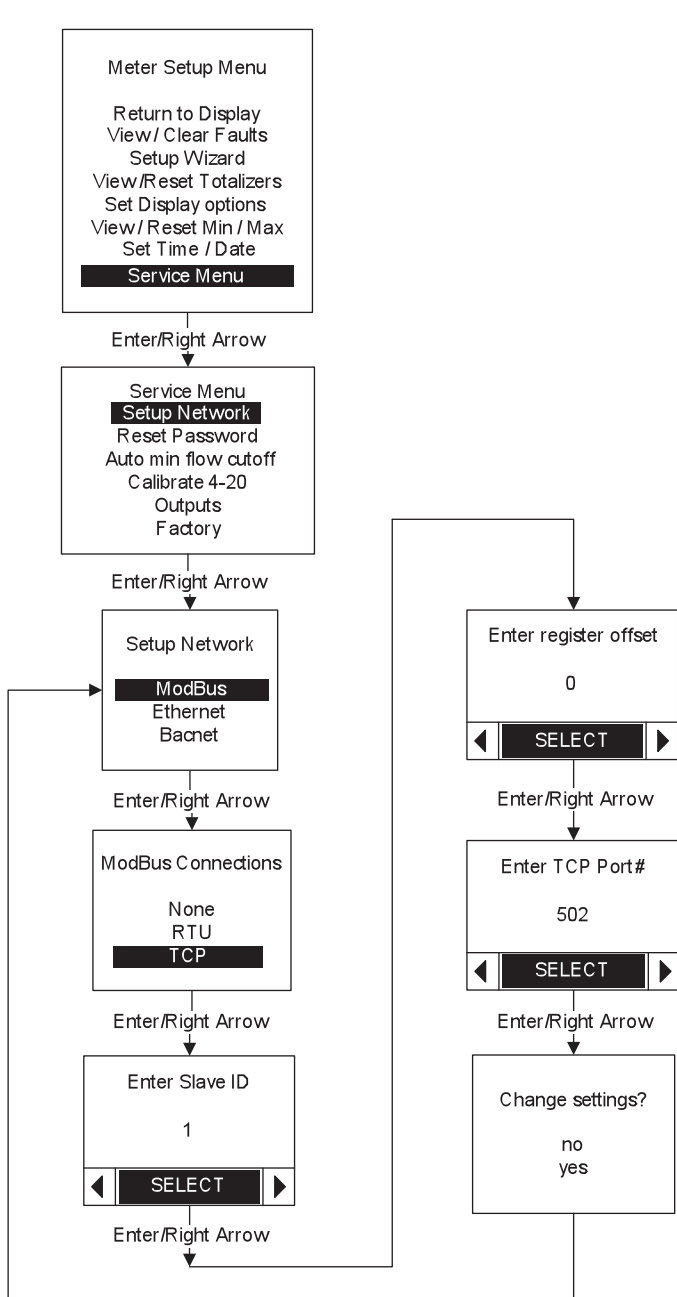 Meter Setup Menu
Return to Display
View / Clear Faults
Setup Wizard
View/Reset Totalizers
Set Display options
View / Reset Min / Max
Set Time / Date
Service Menu
Enter/Right Arrow
Service Menu
Setup Network
Reset Password
Auto min flow cutoff
Calibrate 4-20
Outputs
Factory
Enter/Right Arrow
Setup Network
ModBus
Ethernet
Bacnet
Enter/Right Arrow
ModBus Connections
None
RTU
TCP
Enter/Right Arrow
Enter Slave ID
1
SELECT
Enter/Right Arrow
Enter register offset
0
SELECT
Enter/Right Arrow
Enter TCP Port#
502
SELECT
Enter/Right Arrow
Change settings?
no
yes